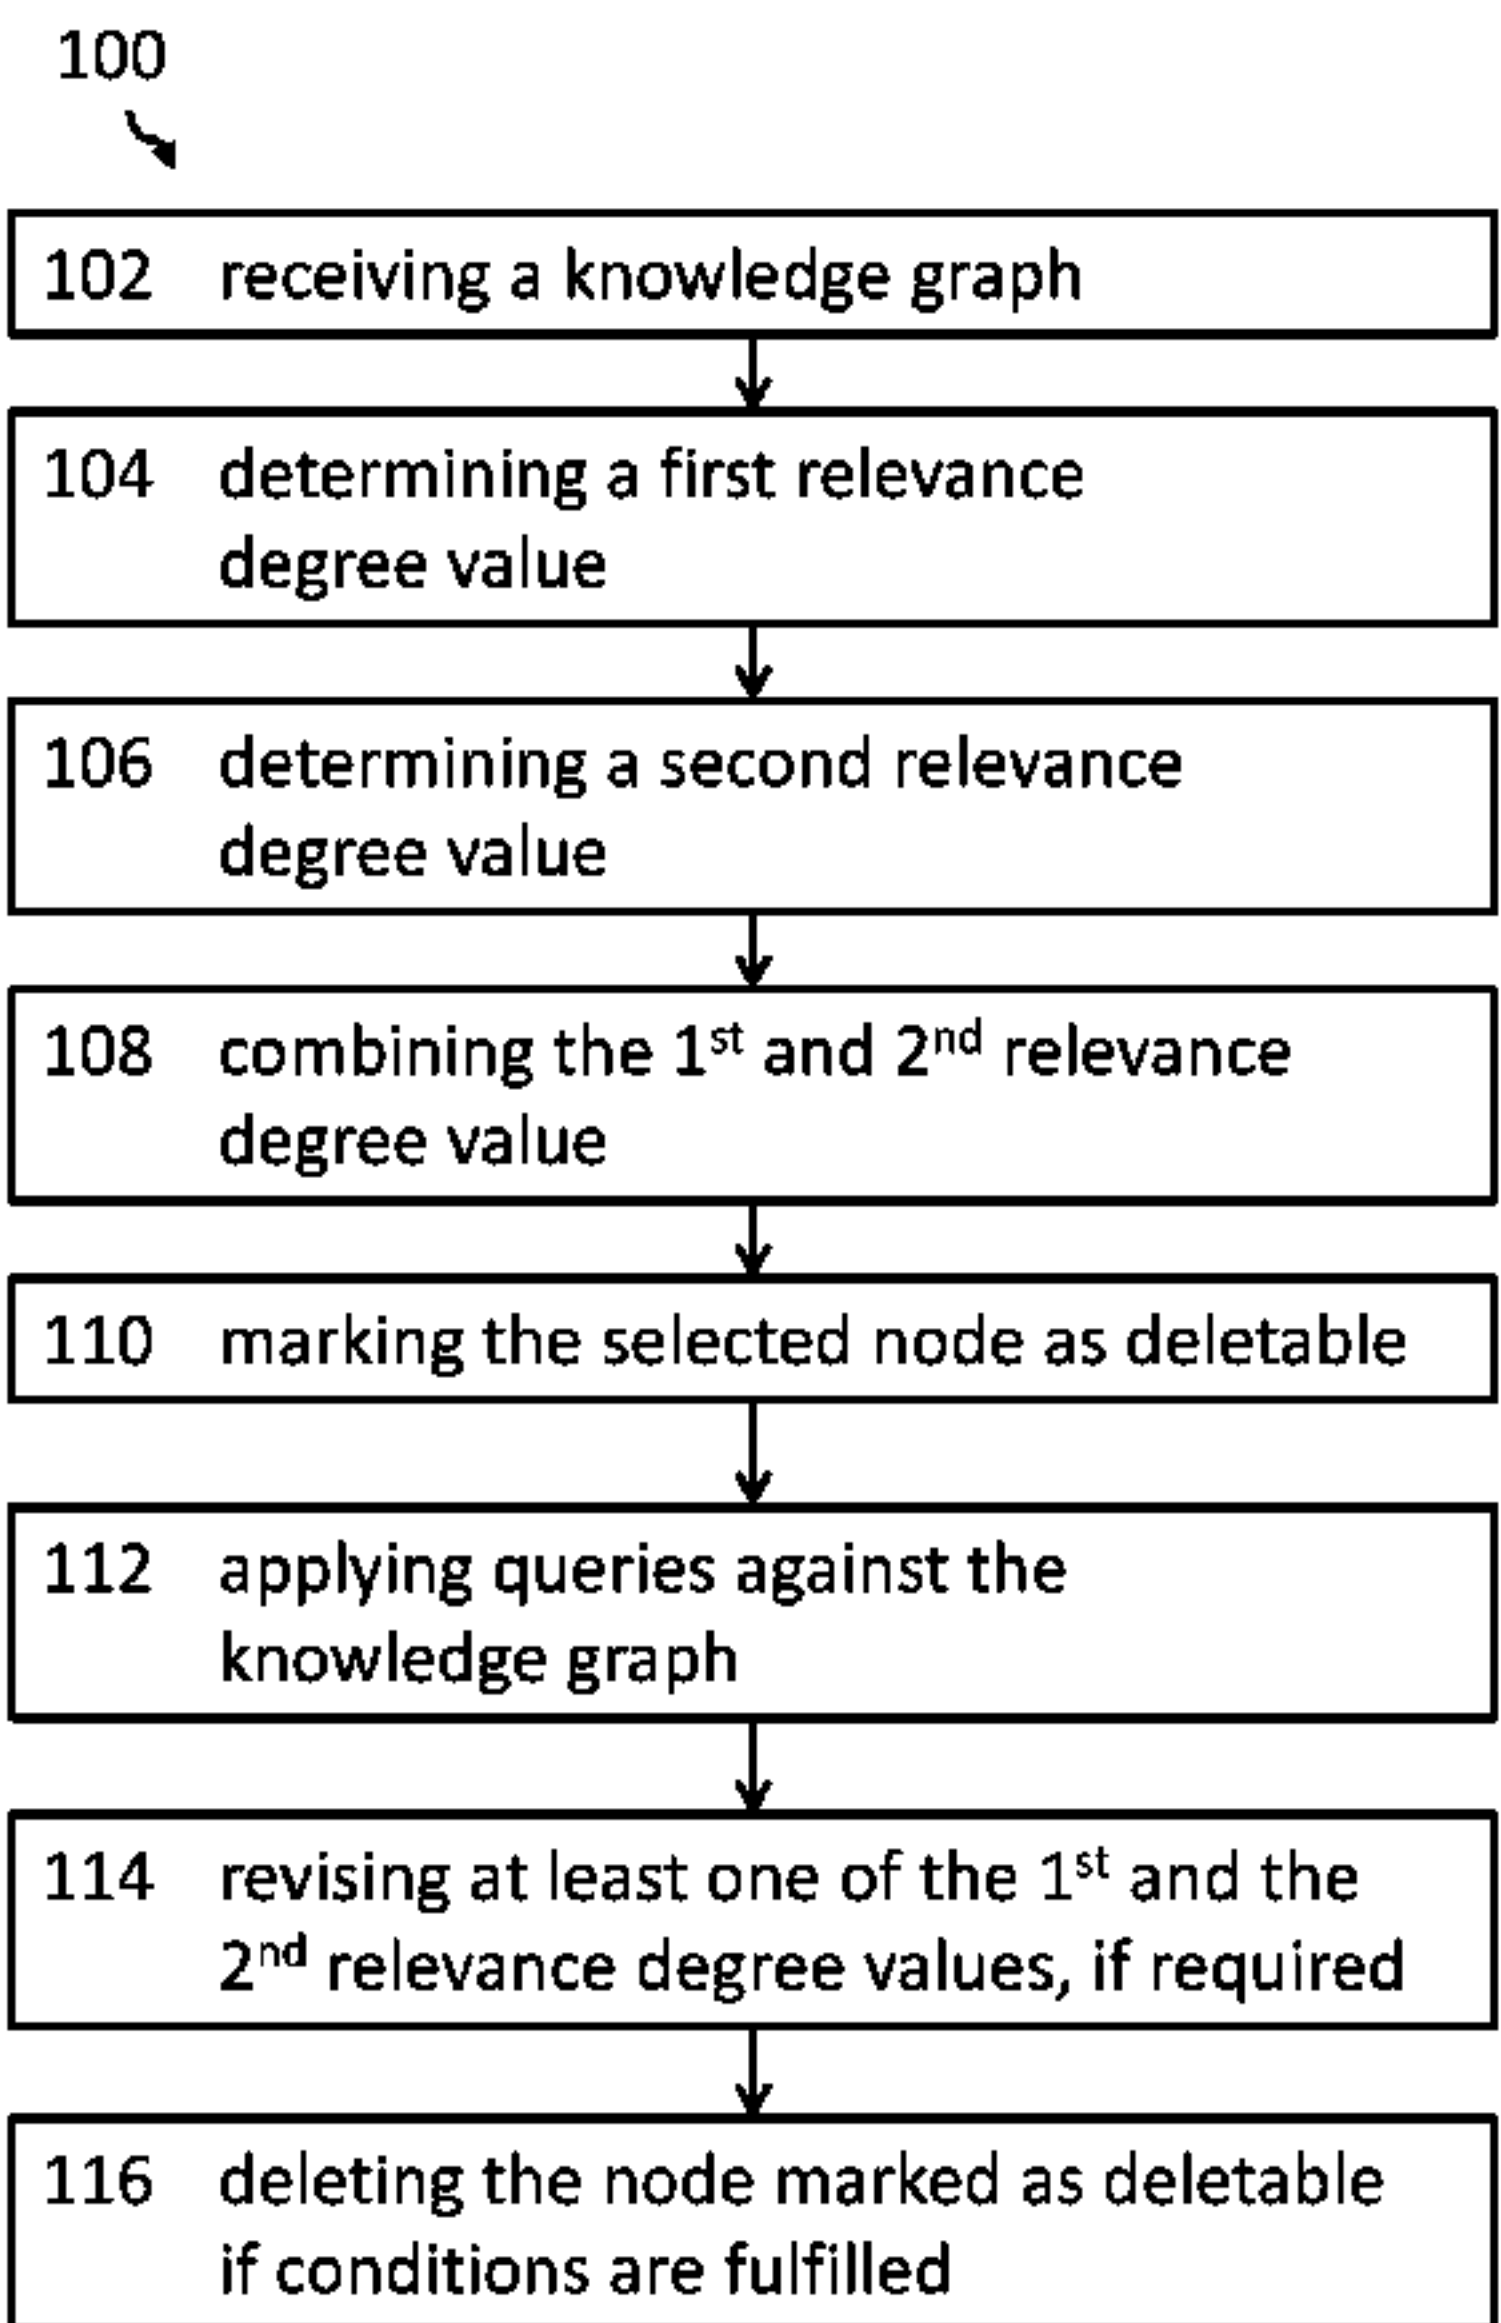 100
102 receiving a knowledge graph
104 determining a first relevance
degree value
106 determining a second relevance
degree value
108 combining the 1st and 2nd relevance
degree value
110 marking the selected node as deletable
112 applying queries against the
knowledge graph
114 revising at least one of the 1st and the
2nd relevance degree values, if required
116 deleting the node marked as deletable
if conditions are fulfilled